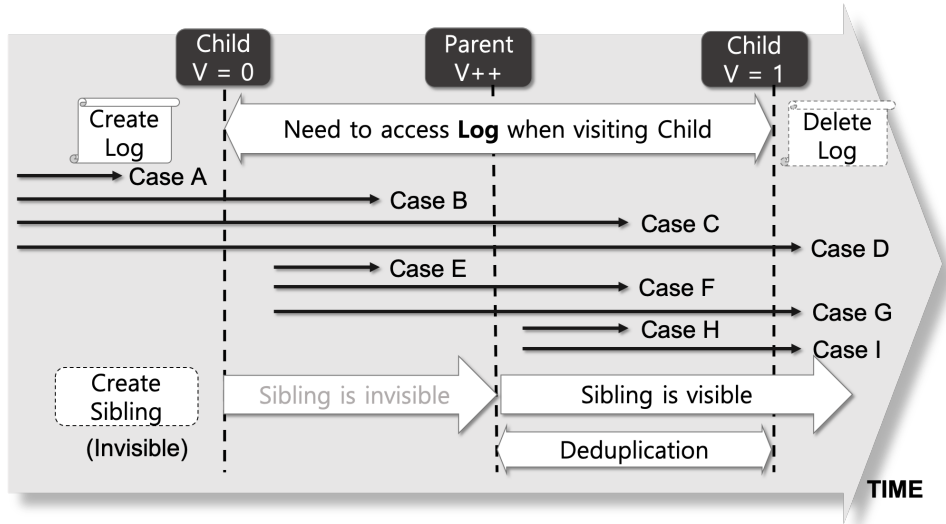 Child
V = 0
Parent
V++
Child
V = 1
Create
Log
Need to access Log when visiting Child
Delete
Log
Case A
Case B
Case C
Case D
Case E
Case F
Case G
Case H
Case I
Create
Sibling
(Invisible)
Sibling is invisible
Sibling is visible
Deduplication
TIME